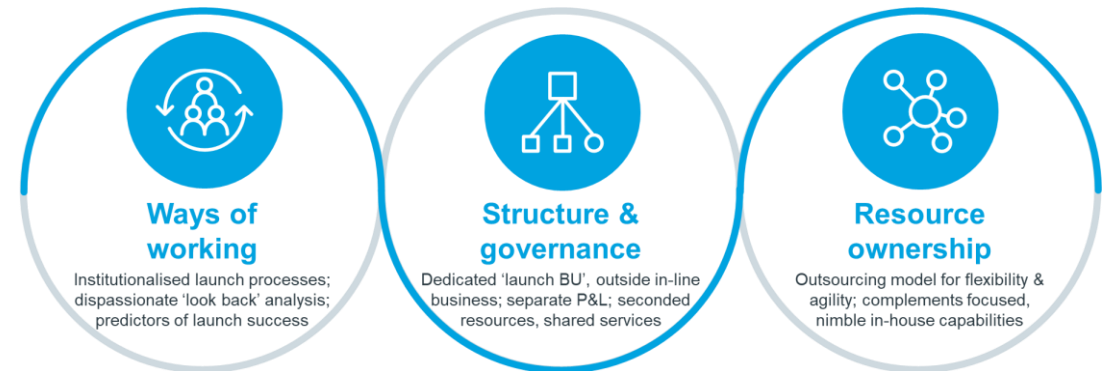 Ways of
working
Institutionalised launch processes;
dispassionate ‘look back’ analysis;
predictors of launch success
Structure &
governance
Dedicated ‘launch BU’, outside in-line
business; separate P&L; seconded
resources, shared services
Resource
ownership
Outsourcing model for flexibility &
agility; complements focused,
nimble in-house capabilities